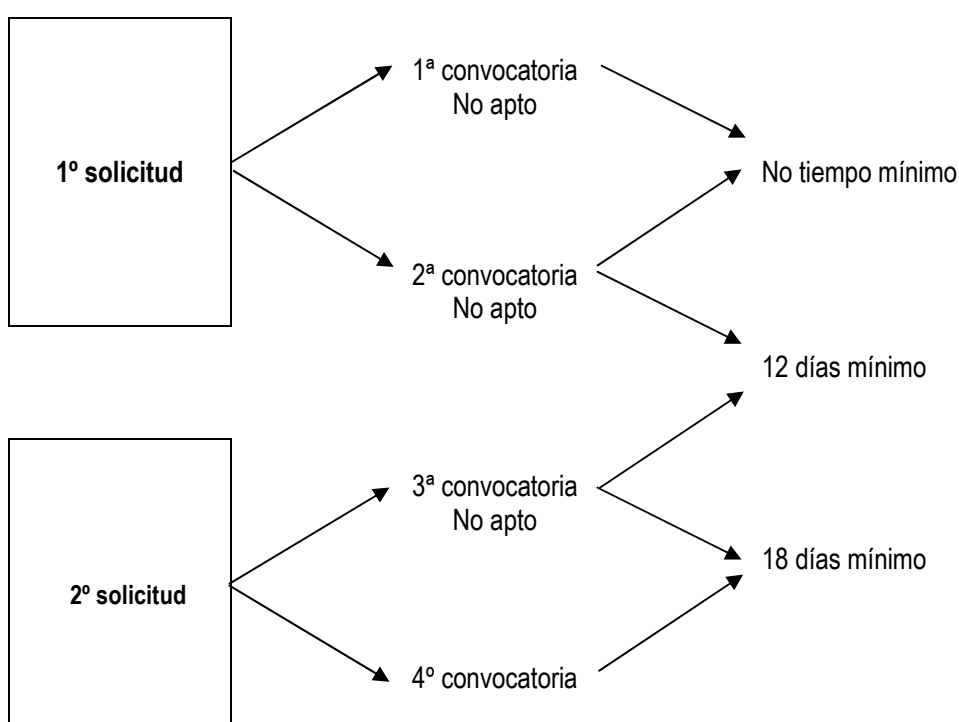 1ª convocatoria
No apto
1º solicitud
No tiempo mínimo
2ª convocatoria
No apto
12 días mínimo
3ª convocatoria
No apto
18 días mínimo
2º solicitud
4º convocatoria